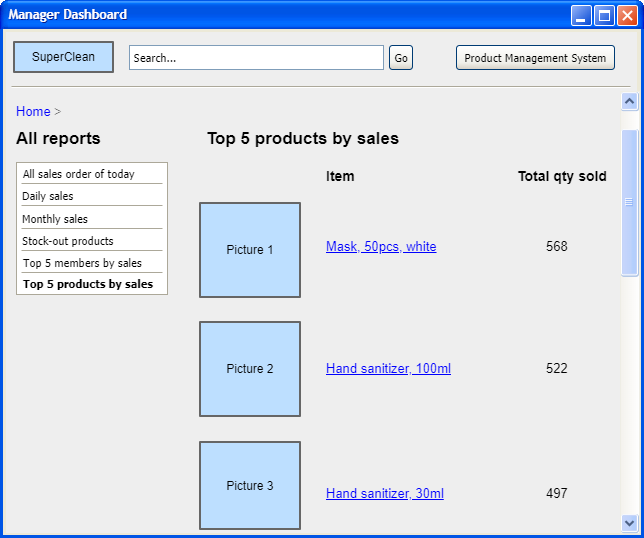 Manager Dashboard
SuperClean
Search...
Go
Product Management System
Home >
All reports
All sales order of today
Daily sales
Monthly sales
Stock-out products
Top 5 members by sales
Top 5 products by sales
Top 5 products by sales
Item Total qty sold
Picture 1 Mask, 50pcs, white 568
Picture 2 Hand sanitizer, 100ml 522
Picture 3 Hand sanitizer, 30ml 497